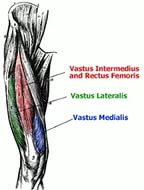 Vastus Intermedius
and Rectus Femoris
Vastus Lateralis
Vastus Medialis